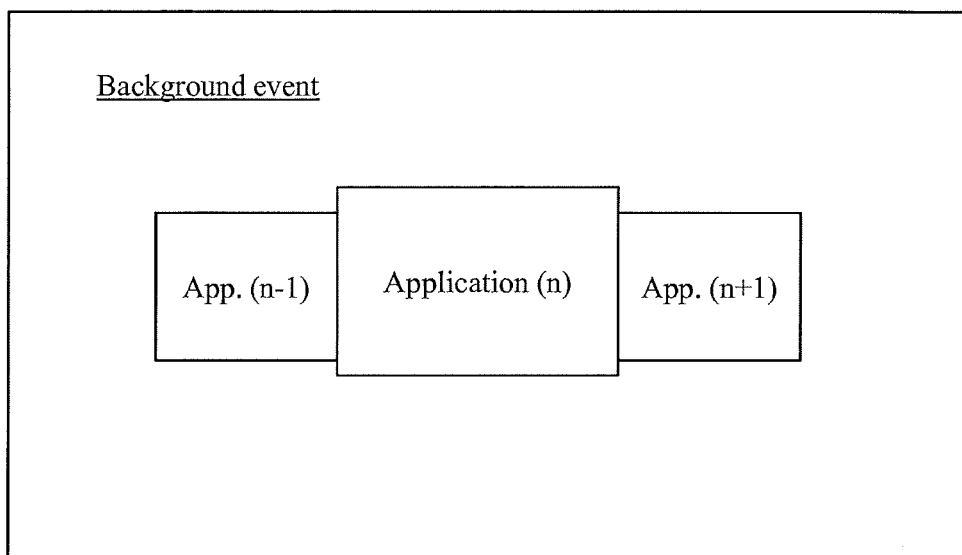 Background event
App. (n-1)
Application (n)
App. (n+1)